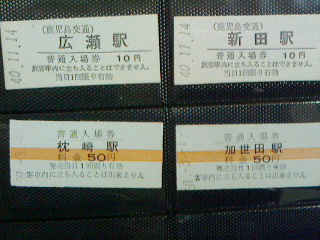 (鹿児島交通)
広瀬駅
普通入場券 10円
旅客車内に立ち入ることはできません。
当日1回限り有効
40.11.14
(鹿児島交通)
新田駅
普通入場券 10円
旅客車内に立ち入ることはできません。
当日1回限り有効
40.11.14
普通入場券
枕崎駅
料金50円
発売当日1回限り有効
客車内に立ち入ることは出来ません
普通入場券
加世田駅
料金50円
発売当日1回限り有効
客車内に立ち入ることは出来ません